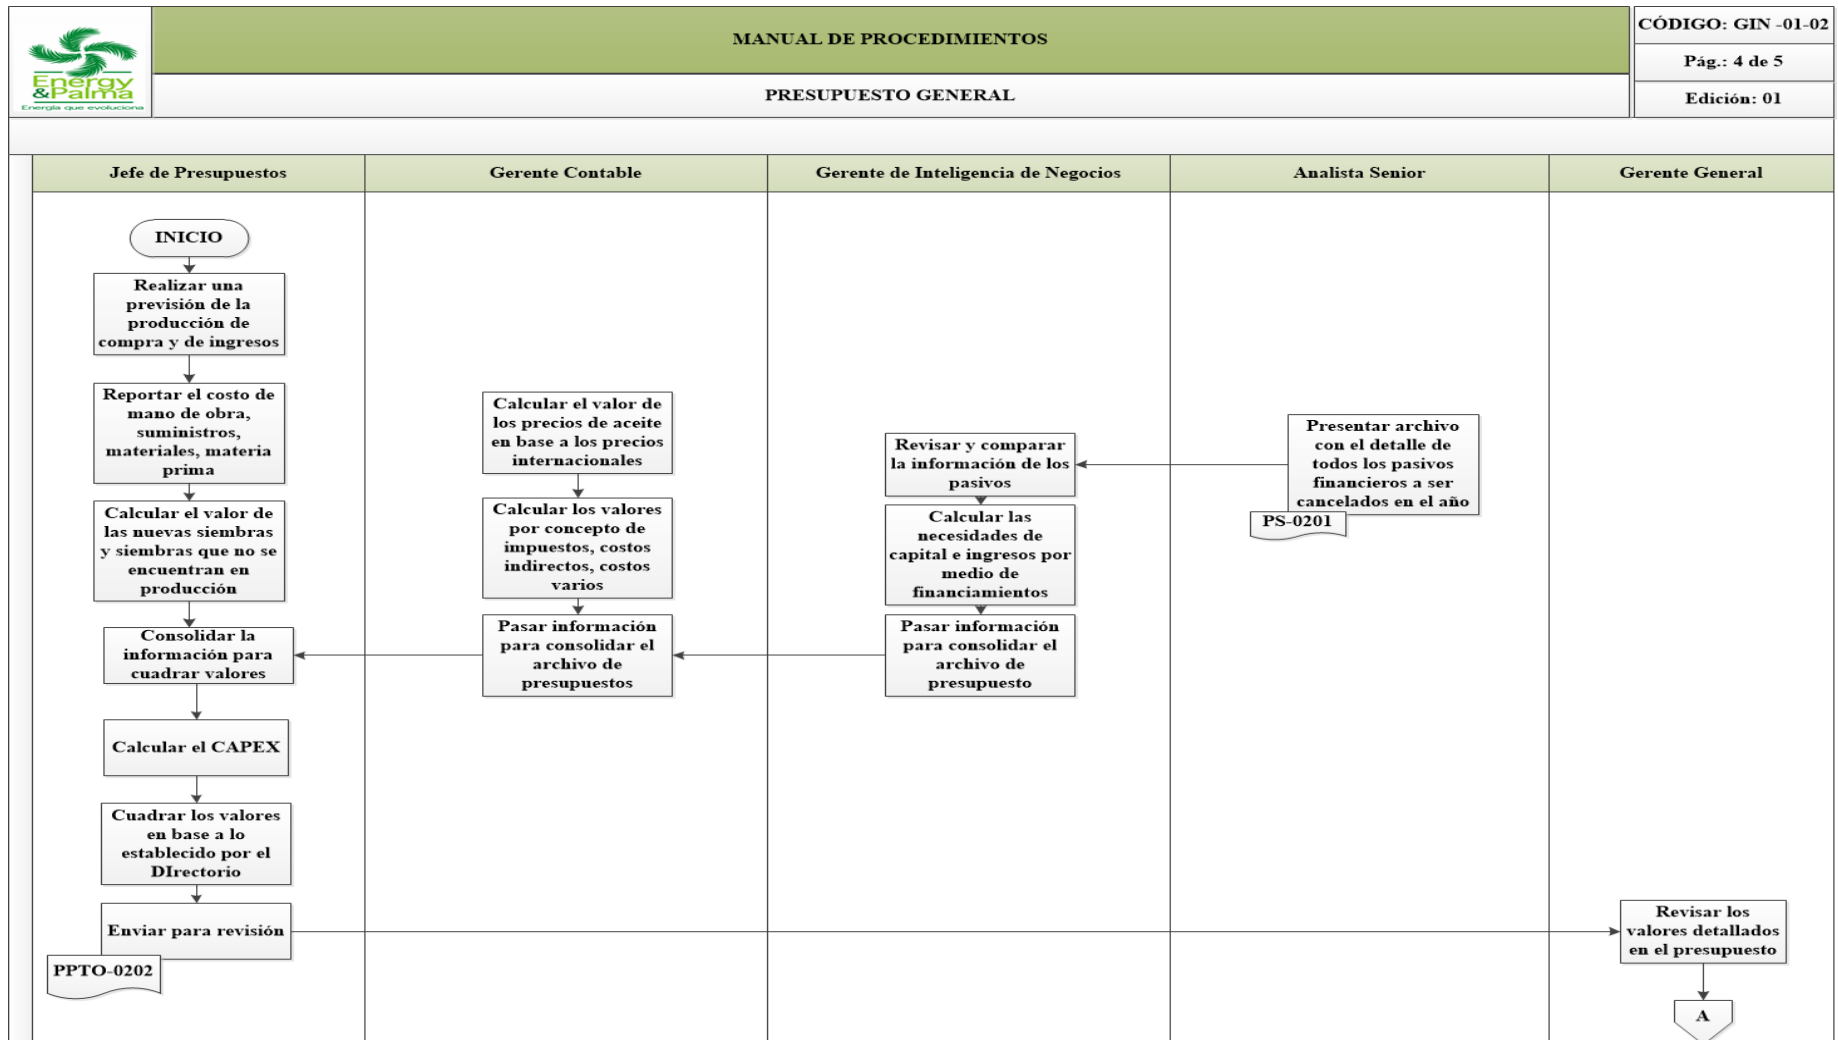 Energy
&Palma
Energía que evoluciona
MANUAL DE PROCEDIMIENTOS
PRESUPUESTO GENERAL
CÓDIGO: GIN -01-02
Pág.: 4 de 5
Edición: 01
Jefe de Presupuestos
Gerente Contable
Gerente de Inteligencia de Negocios
Analista Senior
Gerente General
INICIO
Realizar una
previsión de la
producción de
compra y de ingresos
Reportar el costo de
mano de obra,
suministros,
materiales, materia
prima
Calcular el valor de
las nuevas siembras
y siembras que no se
encuentran en
producción
Consolidar la
información para
cuadrar valores
Calcular el CAPEX
Cuadrar los valores
en base a lo
establecido por el
DIrectorio
Enviar para revisión
PPTO-0202
Calcular el valor de
los precios de aceite
en base a los precios
internacionales
Calcular los valores
por concepto de
impuestos, costos
indirectos, costos
varios
Pasar información
para consolidar el
archivo de
presupuestos
Revisar y comparar
la información de los
pasivos
Calcular las
necesidades de
capital e ingresos por
medio de
financiamientos
Pasar información
para consolidar el
archivo de
presupuesto
Presentar archivo
con el detalle de
todos los pasivos
financieros a ser
cancelados en el año
PS-0201
Revisar los
valores detallados
en el presupuesto
A